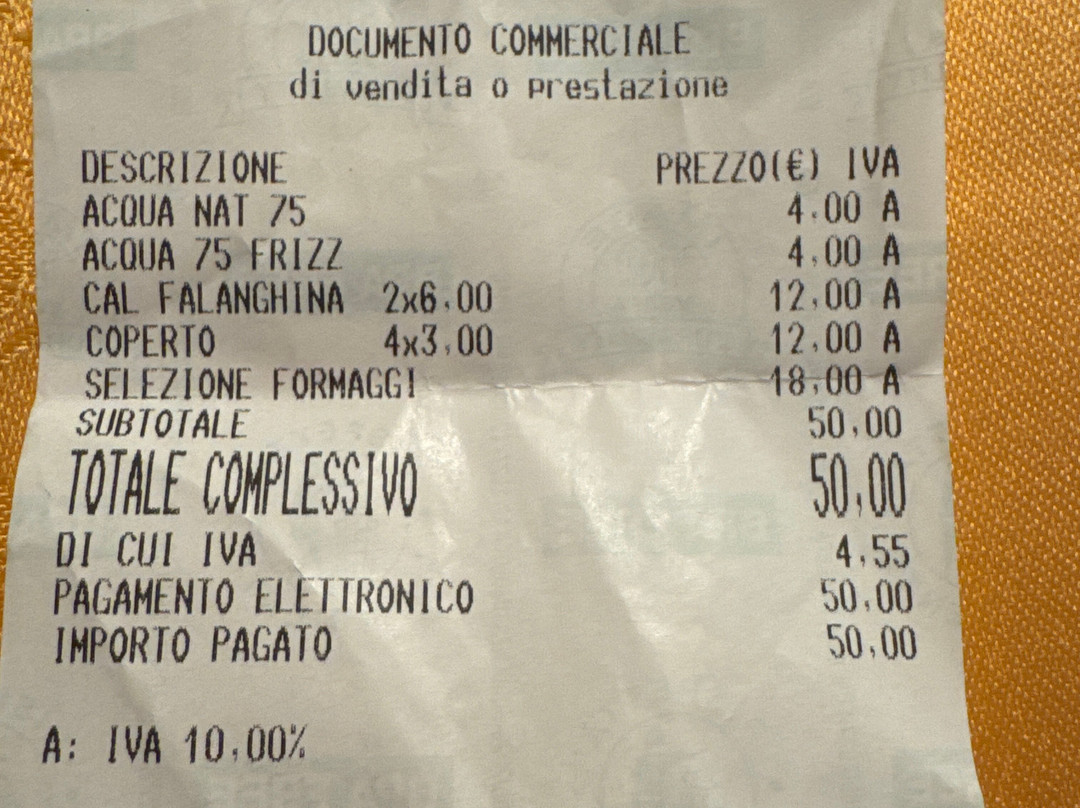 DOCUMENTO COMMERCIALE
di vendita o prestazione
DESCRIZIONE PREZZO(€) IVA
ACQUA NAT 75 4.00 A
ACQUA 75 FRIZZ 4,00 A
CAL FALANGHINA 2x6,00 12,00 A
COPERTO 4x3,00 12,00 A
SELEZIONE FORMAGGI 18,00 A
SUBTOTALE 50,00
TOTALE COMPLESSIVO 50,00
DI CUI IVA 4,55
PAGAMENTO ELETTRONICO 50,00
IMPORTO PAGATO 50,00
A: IVA 10,00%